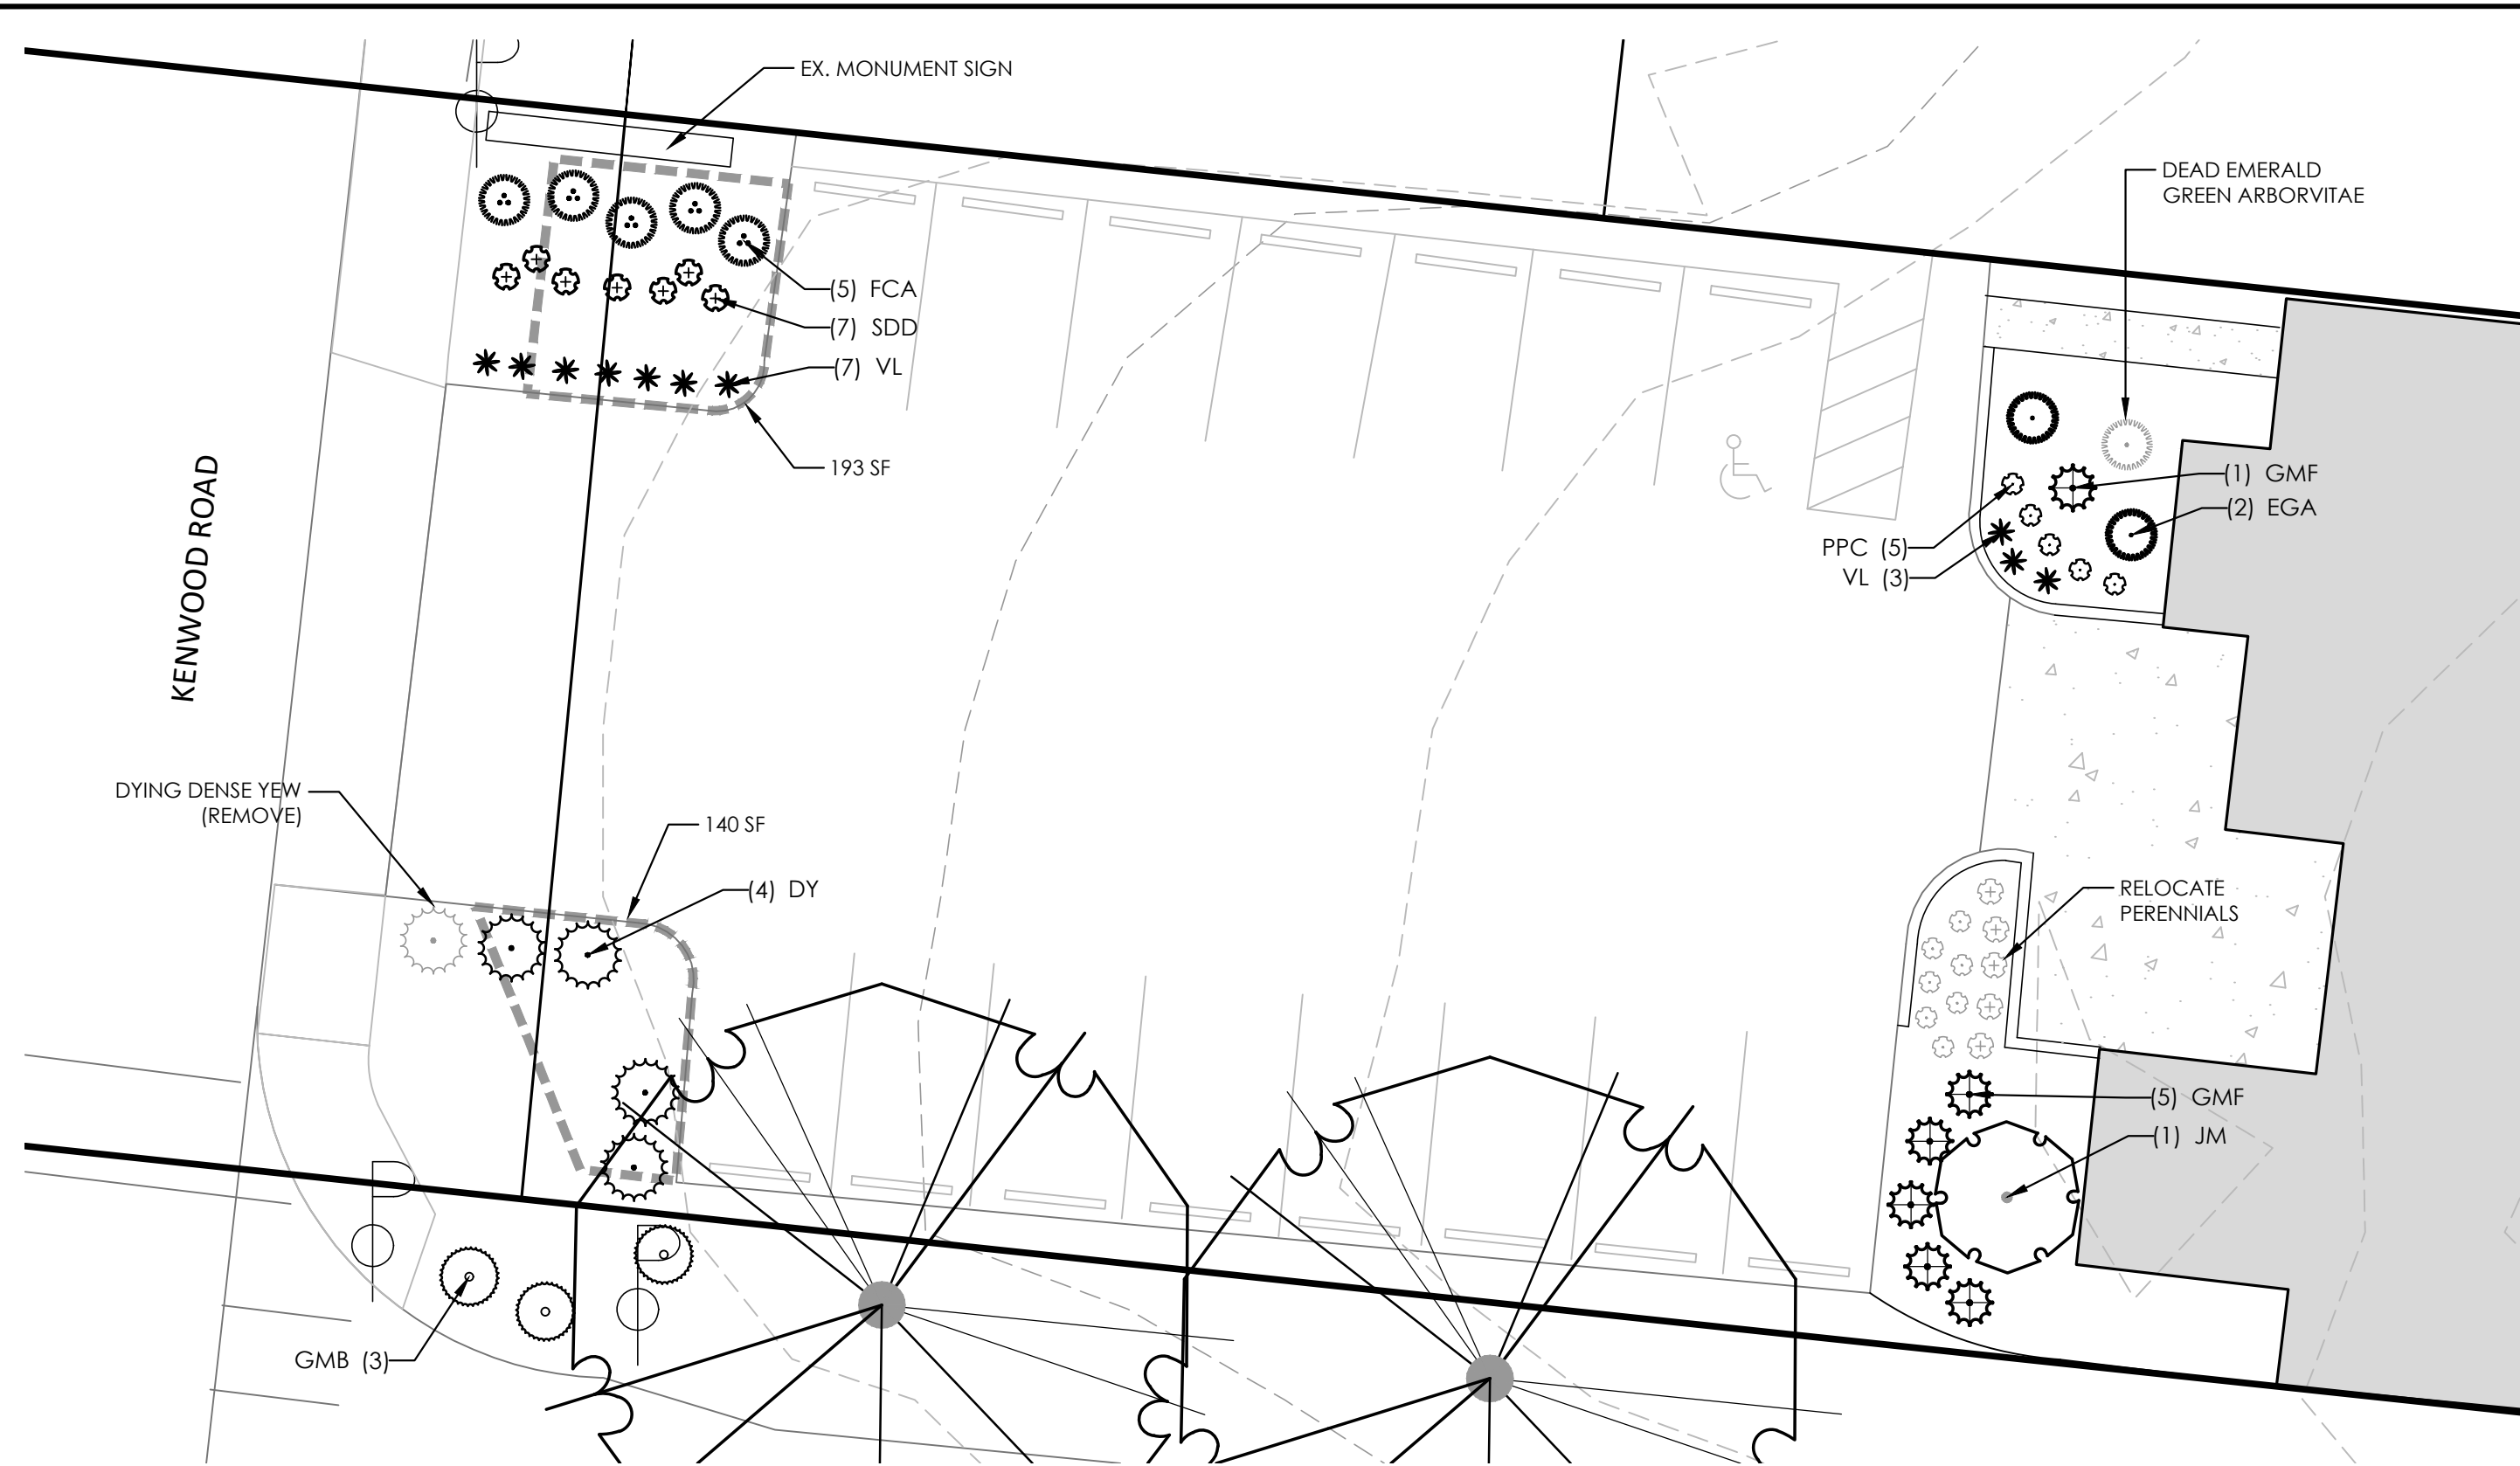 EX. MONUMENT SIGN
DEAD EMERALD
GREEN ARBORVITAE
(5) FCA
(7) SDD
(7) VL
193 SF
(1) GMF
(2) EGA
PPC (5)
VL (3)
KENWOOD ROAD
DYING DENSE YEW
(REMOVE)
140 SF
(4) DY
RELOCATE
PERENNIALS
(5) GMF
(1) JM
GMB (3)